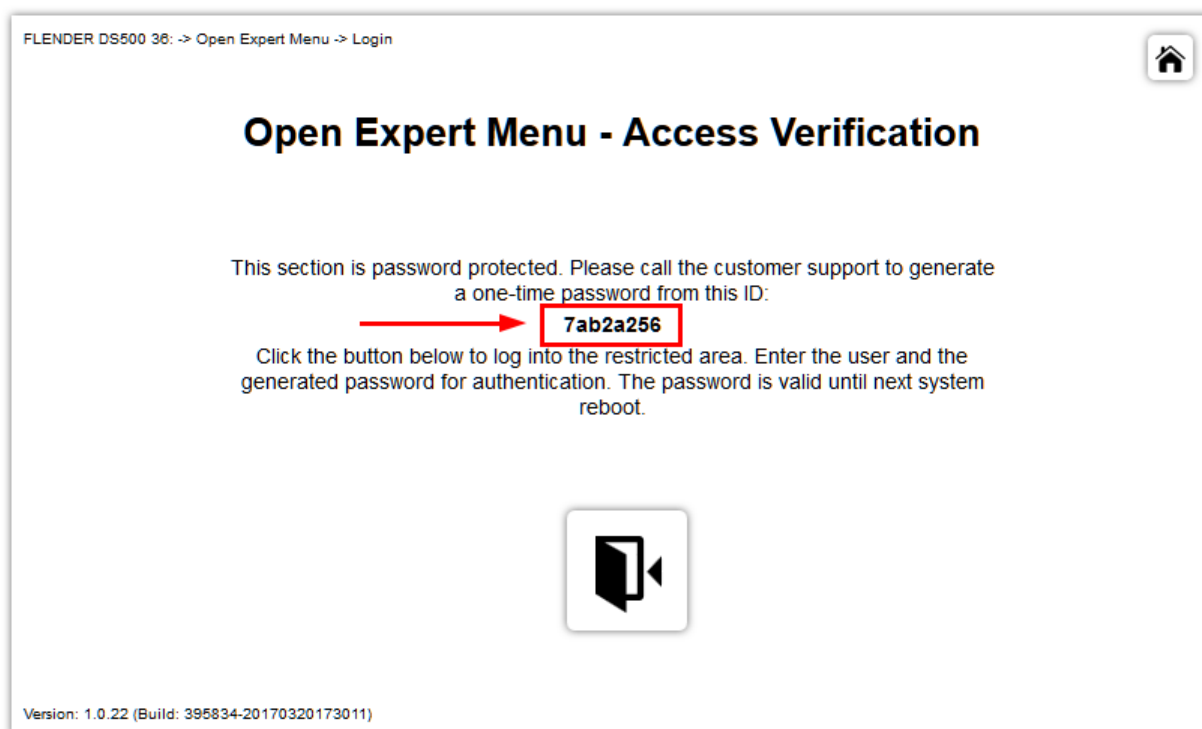 FLENDER DS500 36: -> Open Expert Menu -> Login
Open Expert Menu - Access Verification
This section is password protected. Please call the customer support to generate
a one-time password from this ID:
7ab2a256
Click the button below to log into the restricted area. Enter the user and the
generated password for authentication. The password is valid until next system
reboot.
Version: 1.0.22 (Build: 395834-20170320173011)